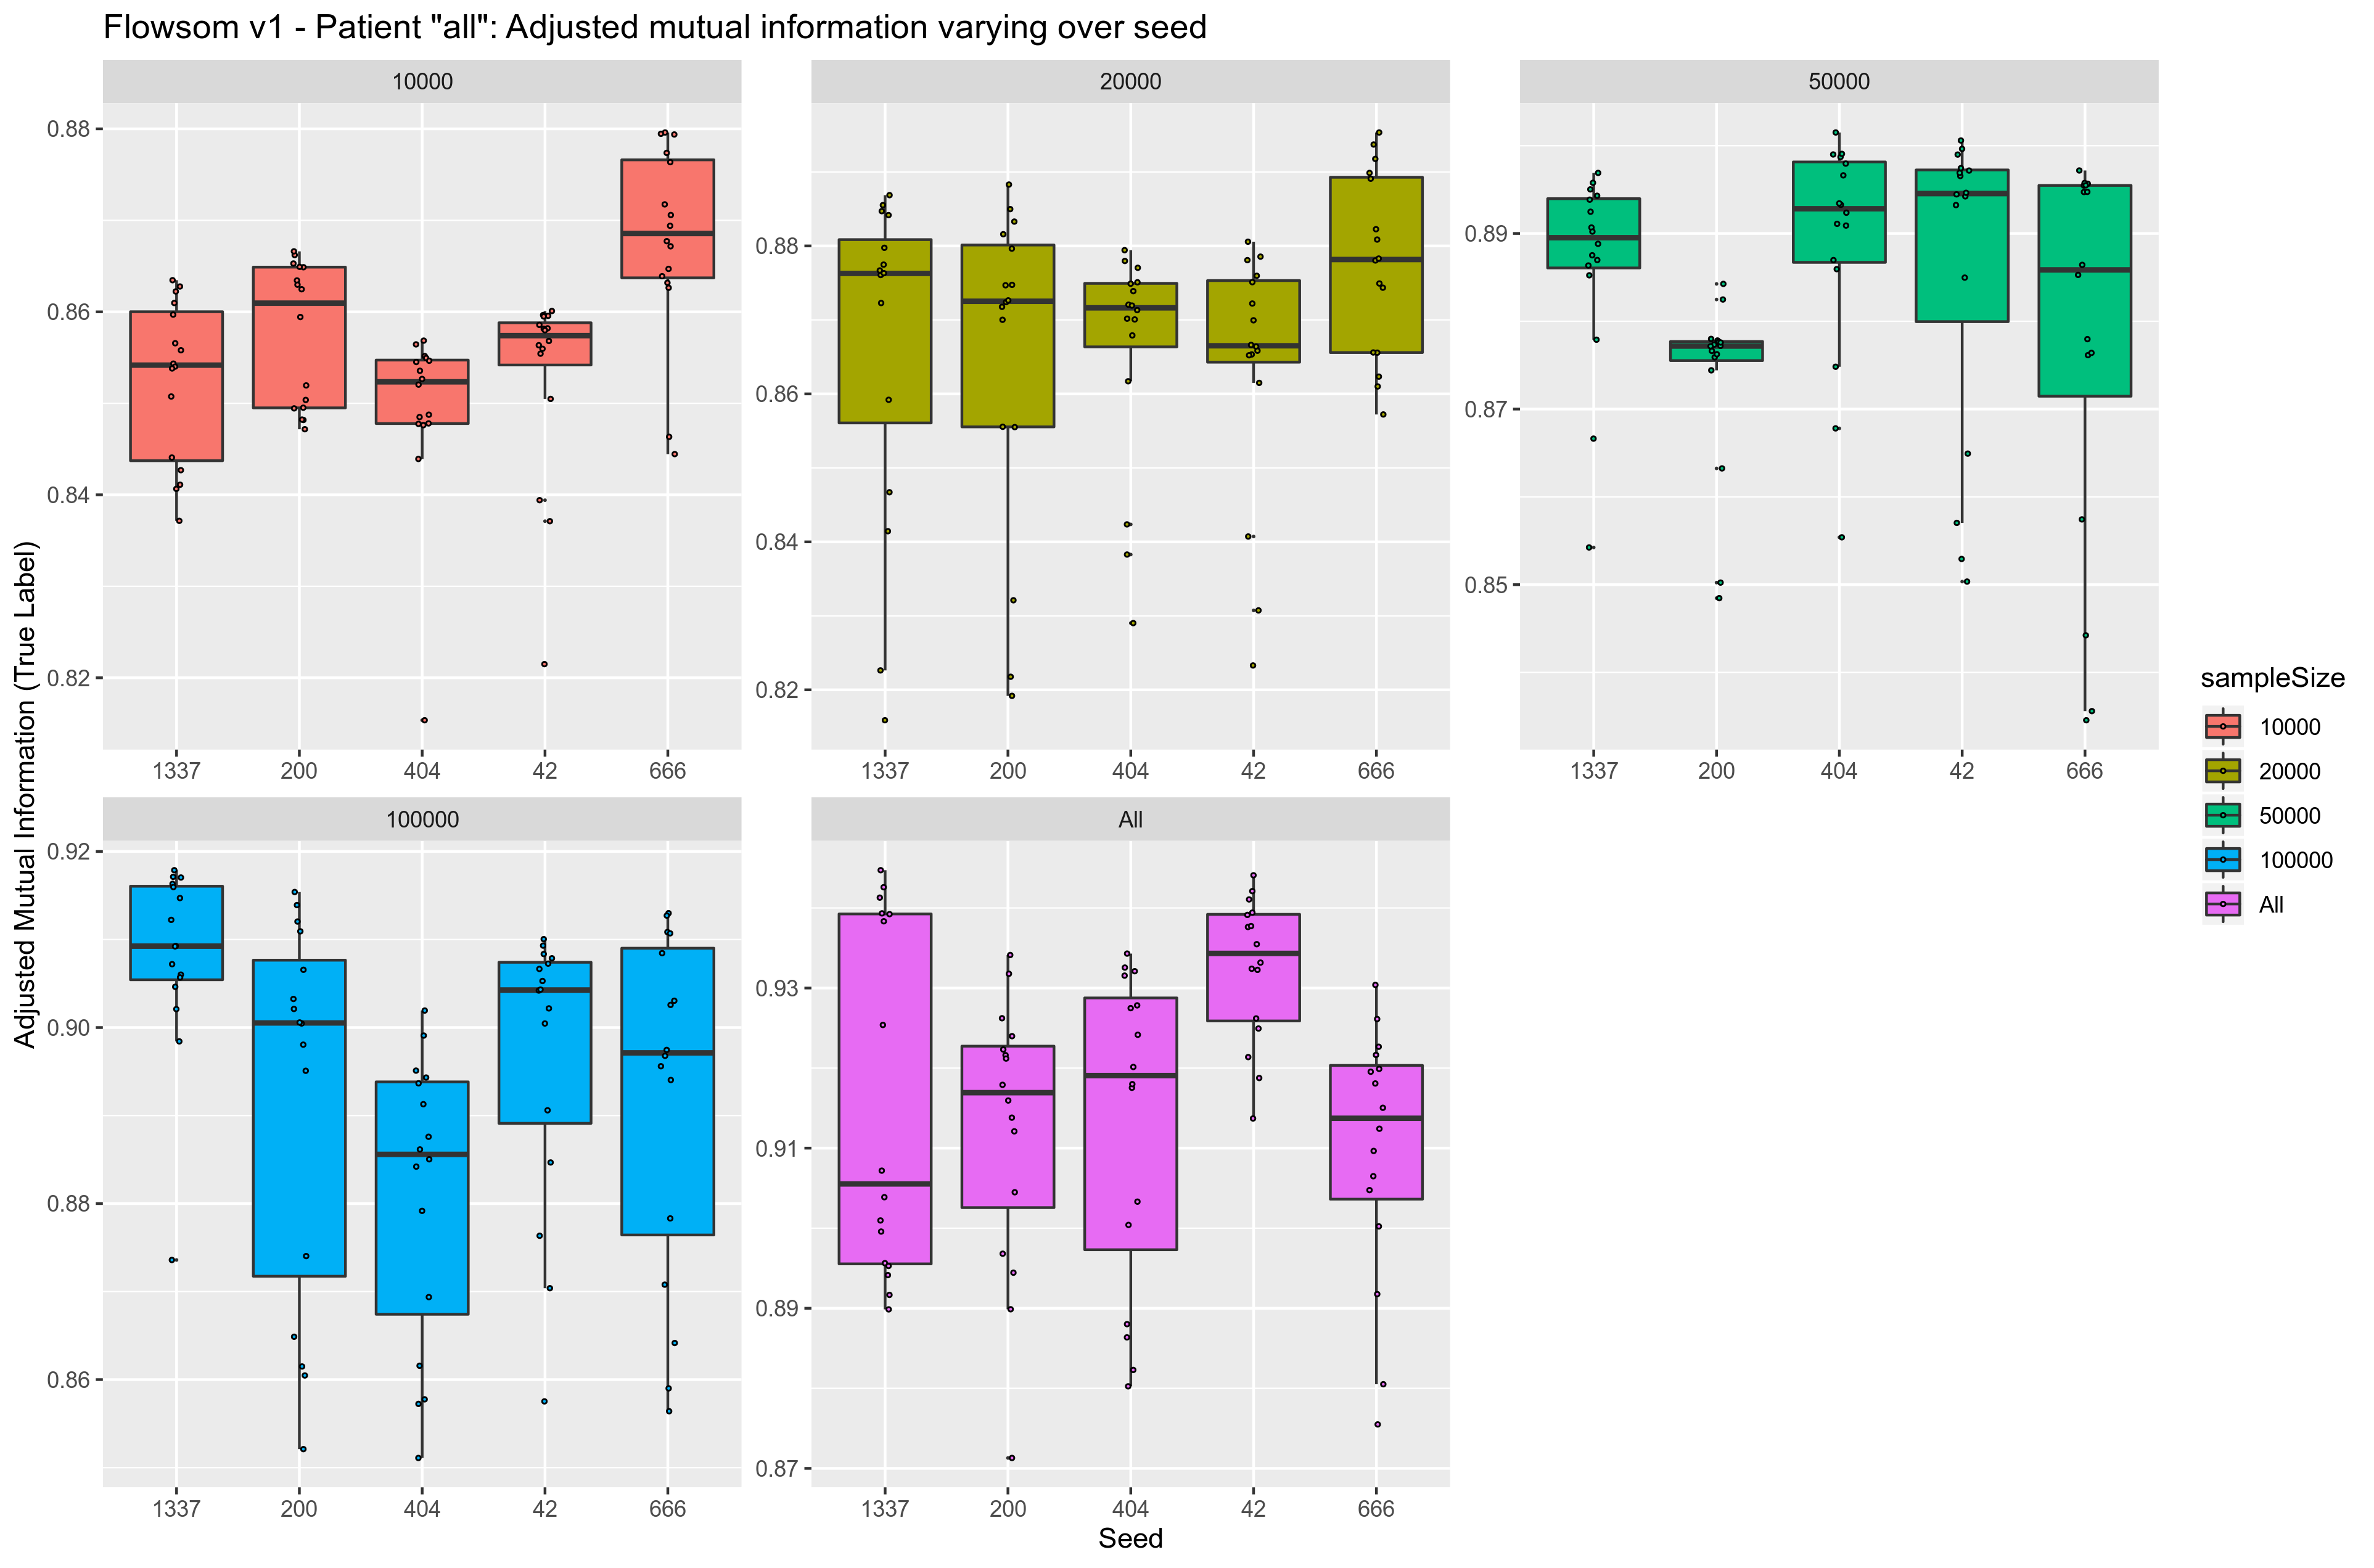 Flowsom v1 - Patient "all": Adjusted mutual information varying over seed
Adjusted Mutual Information (True Label)
10000
0.88
0.86
0.84
0.82
1337 200 404 42 666
20000
0.88
0.86
0.84
0.82
1337 200 404 42 666
50000
0.89
0.87
0.85
1337 200 404 42 666
100000
0.92
0.90
0.88
0.86
1337 200 404 42 666
All
0.93
0.91
0.89
0.87
1337 200 404 42 666
Seed
sampleSize
10000
20000
50000
100000
All